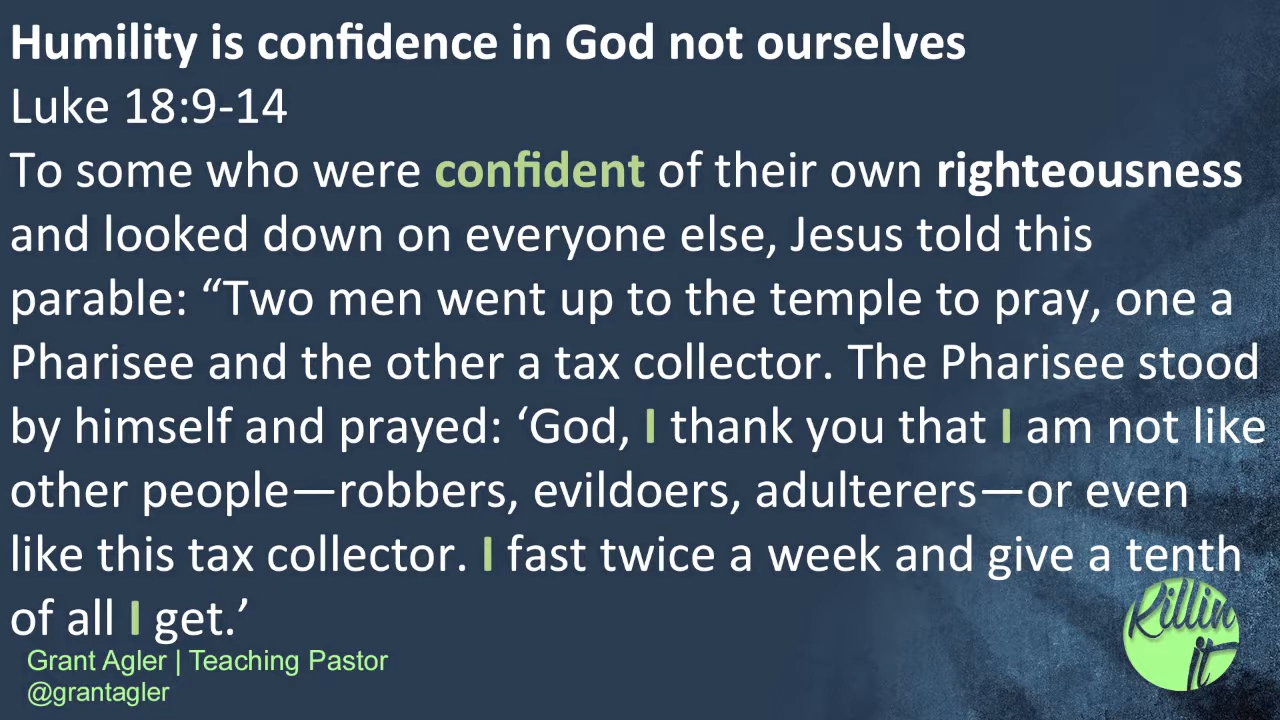 Humility is confidence in God not ourselves
Luke 18:9-14
To some who were confident of their own righteousness
and looked down on everyone else, Jesus told this
parable: “Two men went up to the temple to pray, one a
Pharisee and the other a tax collector. The Pharisee stood
by himself and prayed: ‘God, I thank you that I am not like
other people—robbers, evildoers, adulterers—or even
like this tax collector. I fast twice a week and give a tenth
of all I get.’
Grant Agler | Teaching Pastor
@grantagler
Killin
it